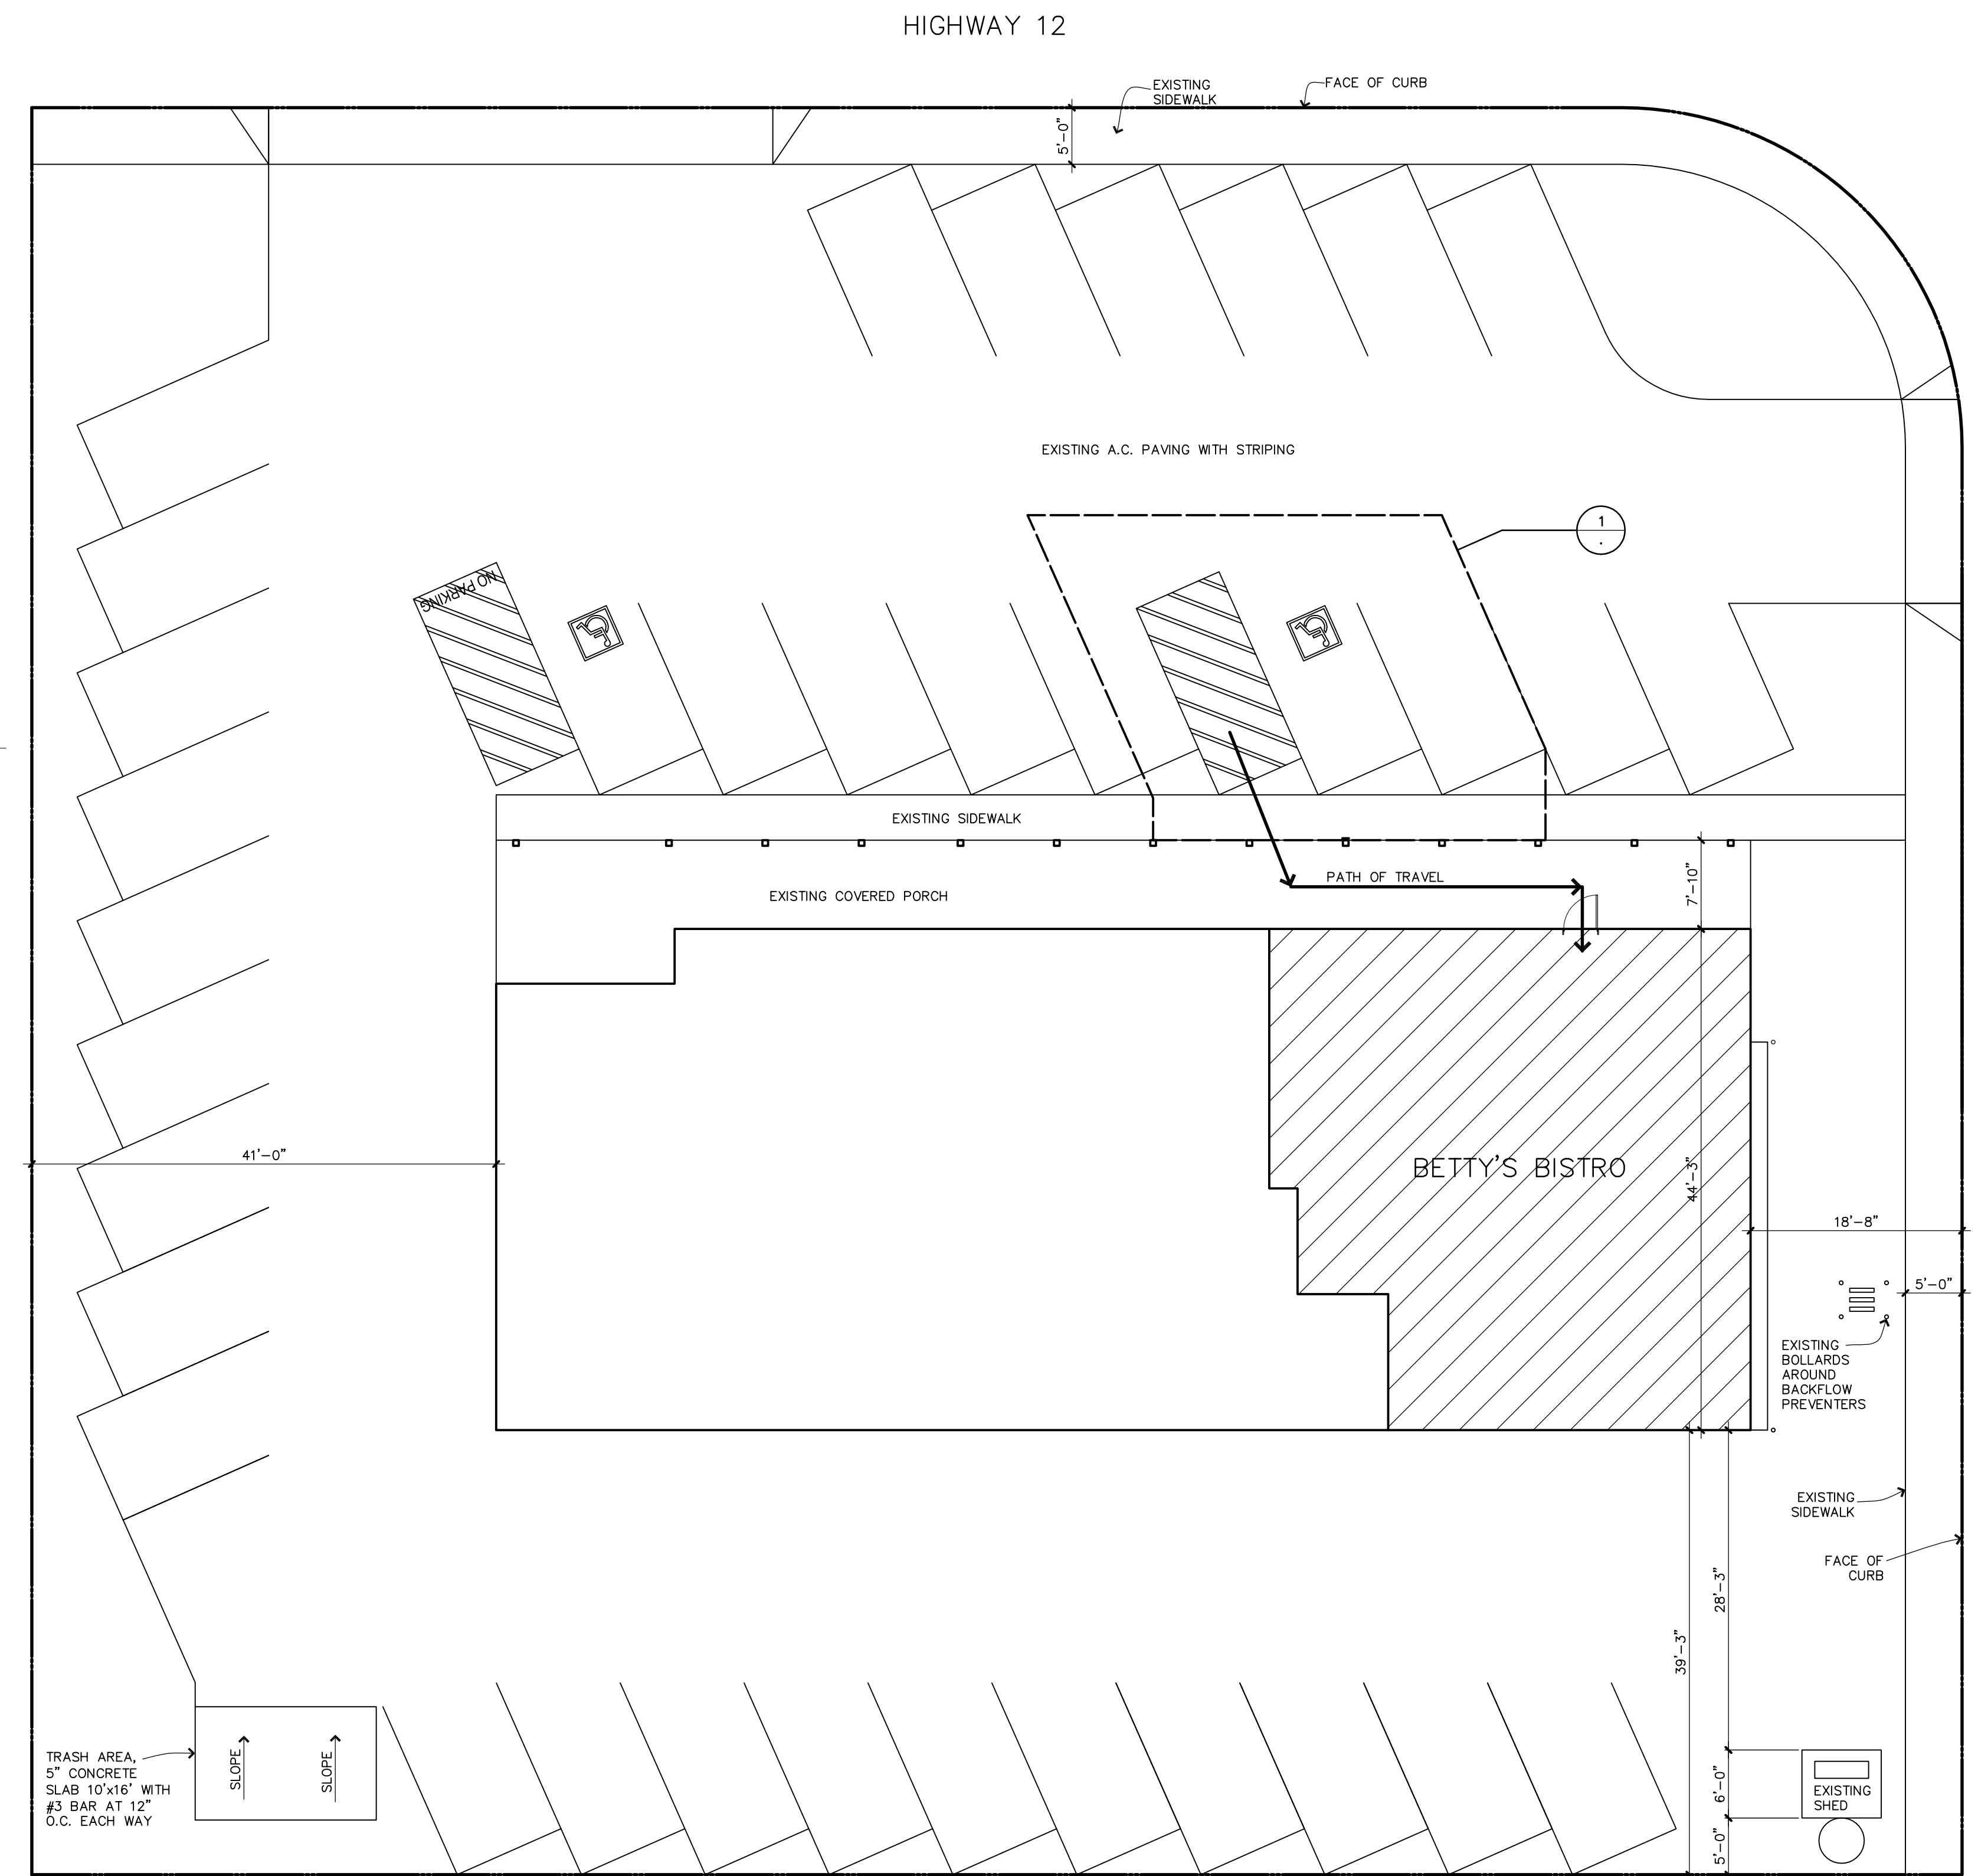 HIGHWAY 12
EXISTING
SIDEWALK
FACE OF CURB
5'-0"
EXISTING A.C. PAVING WITH STRIPING
1
.
NO PARKING
EXISTING SIDEWALK
PATH OF TRAVEL
7'-10"
EXISTING COVERED PORCH
41'-0"
BETTY'S BISTRO
44'-3"
18'-8"
5'-0"
EXISTING
BOLLARDS
AROUND
BACKFLOW
PREVENTERS
EXISTING
SIDEWALK
FACE OF
CURB
28'-3"
39'-3"
TRASH AREA,
5" CONCRETE
SLAB 10'x16' WITH
#3 BAR AT 12"
O.C. EACH WAY
SLOPE
SLOPE
6'-0"
EXISTING
SHED
5'-0"